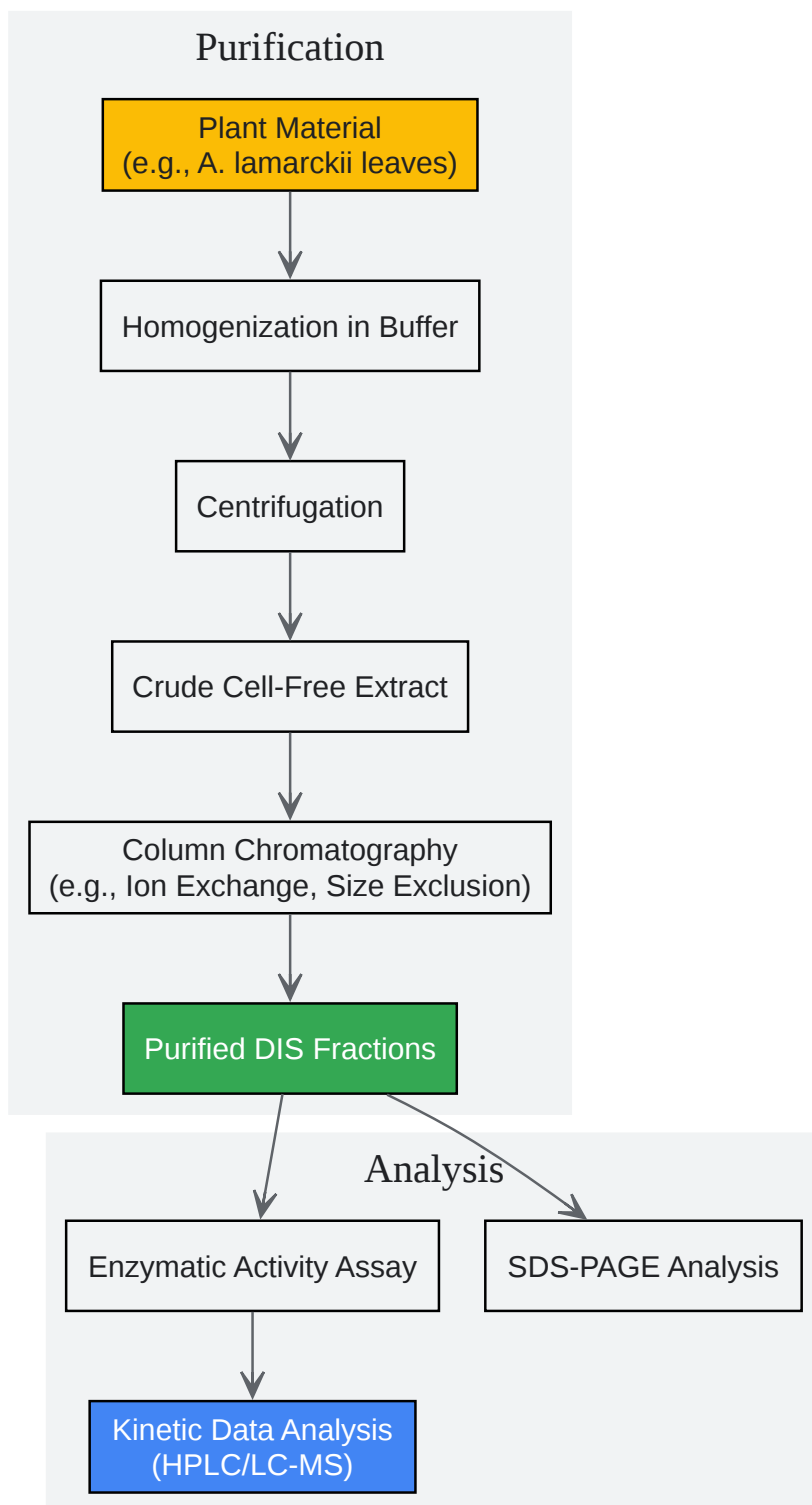 Purification
Plant Material
(e.g., A. lamarckii leaves)
Homogenization in Buffer
Centrifugation
Crude Cell-Free Extract
Column Chromatography
(e.g., Ion Exchange, Size Exclusion)
Purified DIS Fractions
Analysis
Enzymatic Activity Assay
SDS-PAGE Analysis
Kinetic Data Analysis
(HPLC/LC-MS)